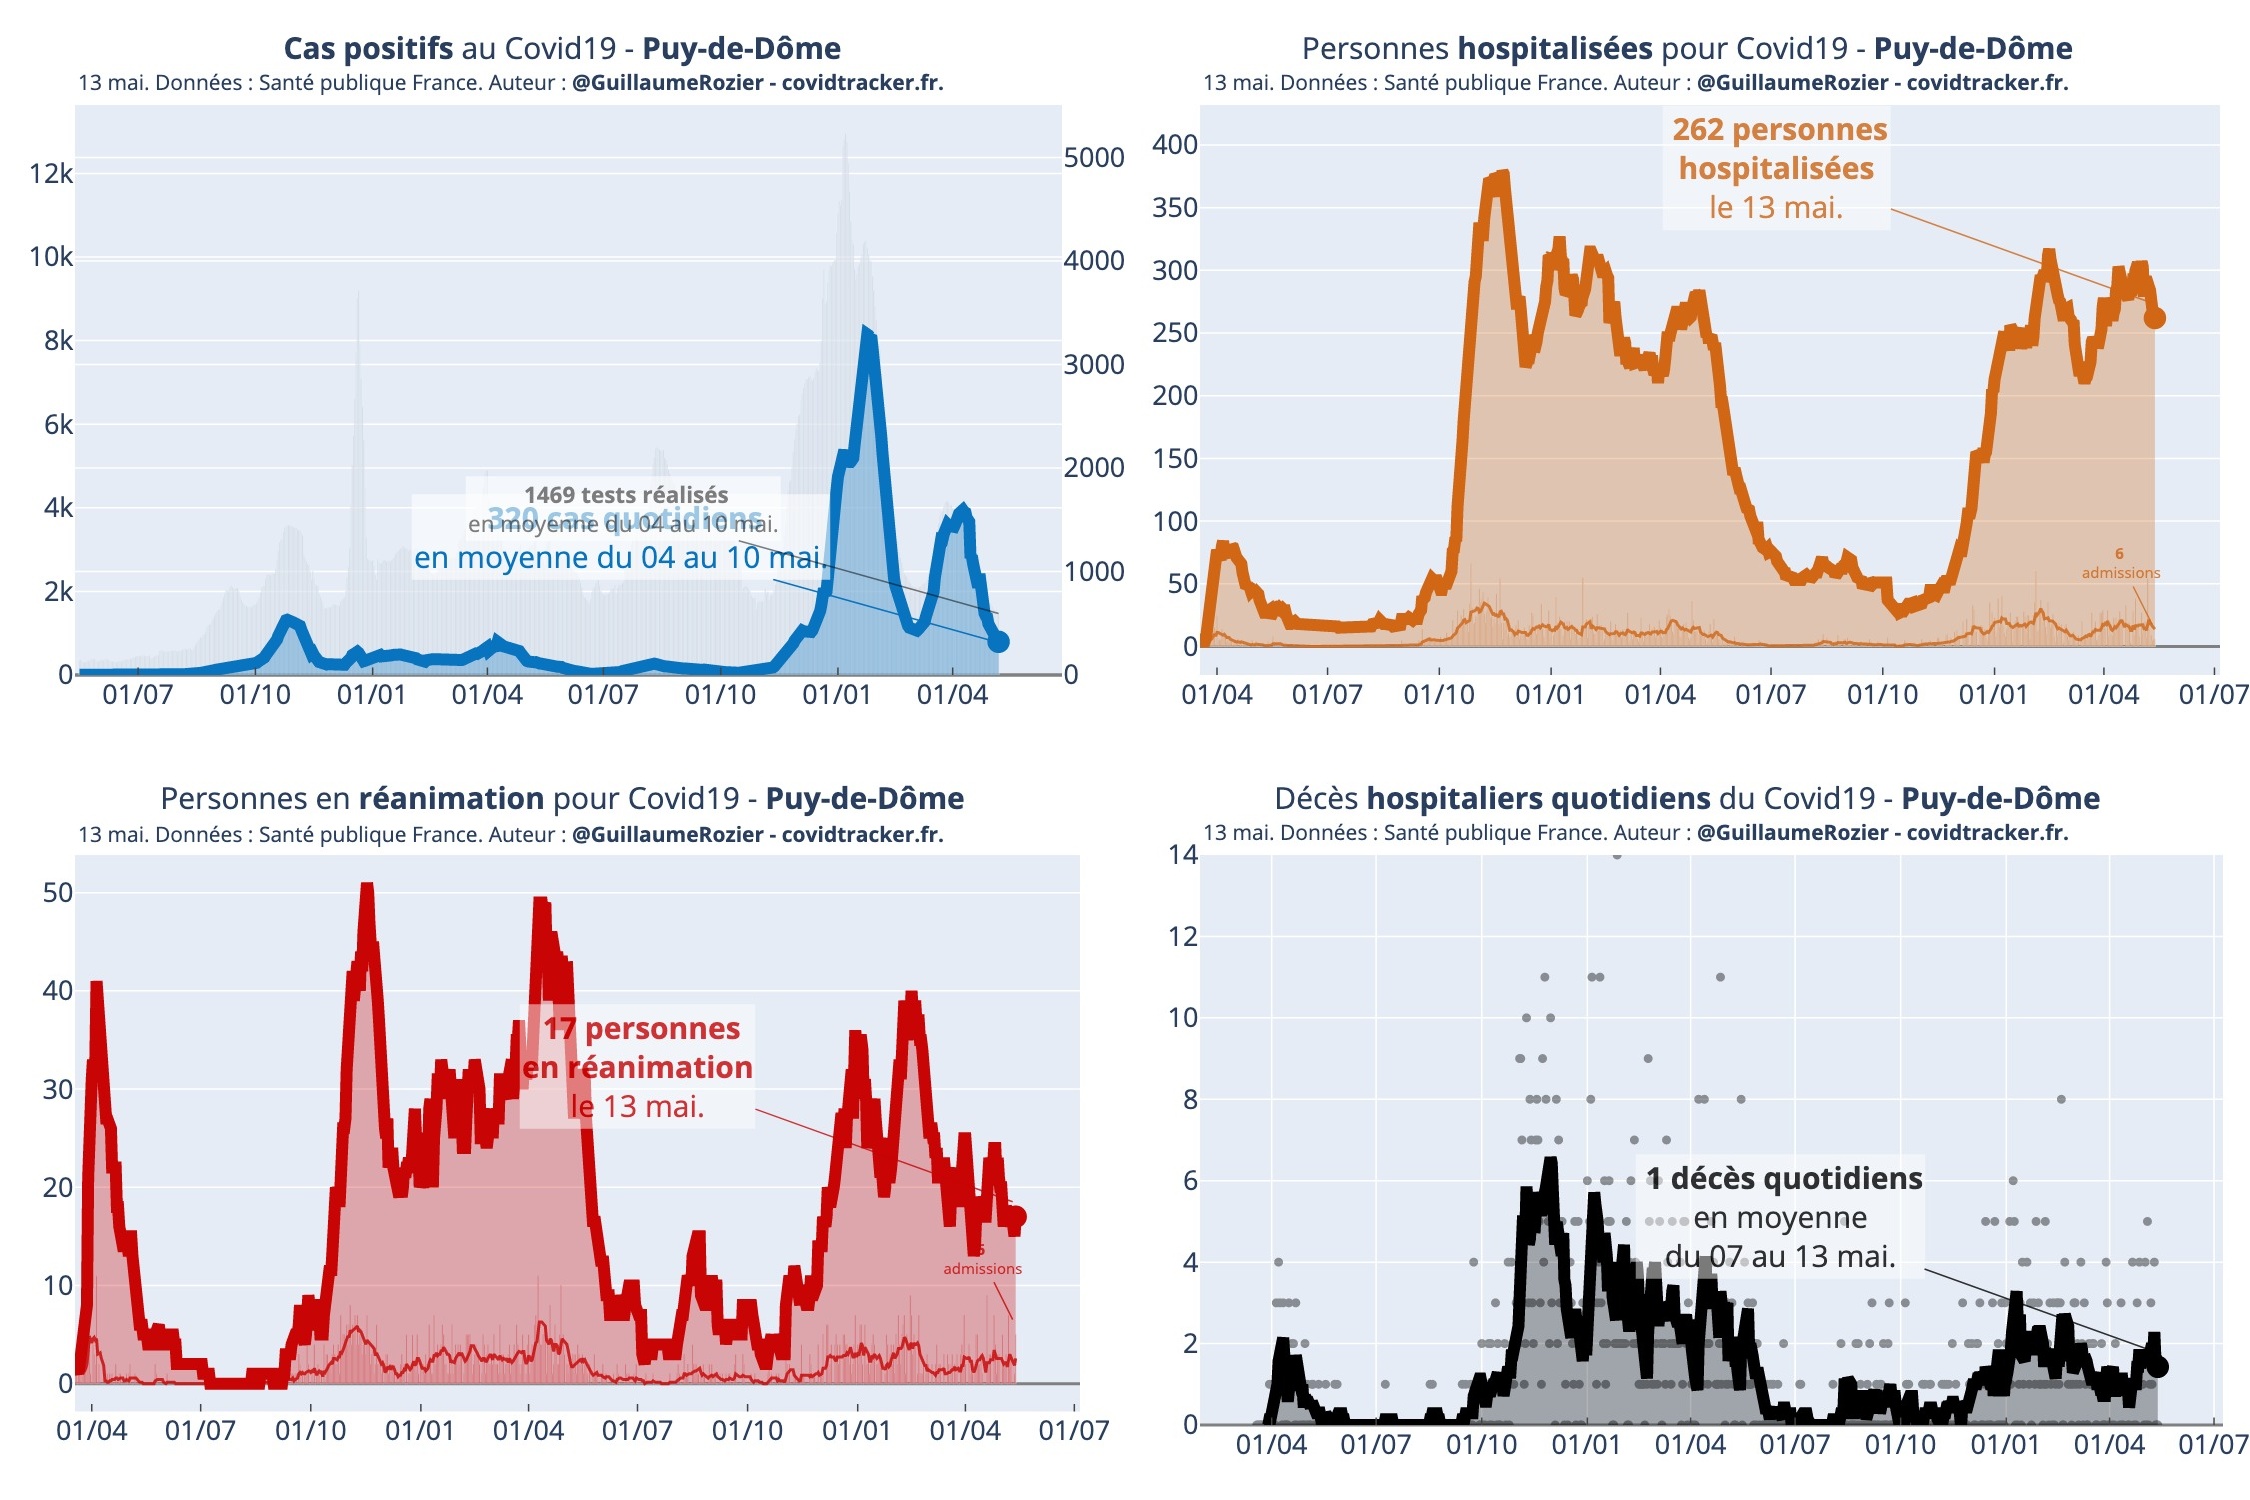 Cas positifs au Covid19 - Puy-de-Dôme
13 mai. Données : Santé publique France. Auteur : @GuillaumeRozier - covidtracker.fr.
12k
10k
8k
6k
4k
2k
0
5000
4000
3000
2000
1000
0
1469 tests réalisés
en moyenne du 04 au 10 mai.
320 cas quotidiens
en moyenne du 04 au 10 mai.
01/07 01/10 01/01 01/04 01/07 01/10 01/01 01/04
Personnes hospitalisées pour Covid19 - Puy-de-Dôme
13 mai. Données : Santé publique France. Auteur : @GuillaumeRozier - covidtracker.fr.
400
350
300
250
200
150
100
50
0
262 personnes
hospitalisées
le 13 mai.
6
admissions
01/04 01/07 01/10 01/01 01/04 01/07 01/10 01/01 01/04 01/07
Personnes en réanimation pour Covid19 - Puy-de-Dôme
13 mai. Données : Santé publique France. Auteur : @GuillaumeRozier - covidtracker.fr.
50
40
30
20
10
0
17 personnes
en réanimation
le 13 mai.
admissions
01/04 01/07 01/10 01/01 01/04 01/07 01/10 01/01 01/04 01/07
Décès hospitaliers quotidiens du Covid19 - Puy-de-Dôme
13 mai. Données : Santé publique France. Auteur : @GuillaumeRozier - covidtracker.fr.
14
12
10
8
6
4
2
0
1 décès quotidiens
en moyenne
du 07 au 13 mai.
01/04 01/07 01/10 01/01 01/04 01/07 01/10 01/01 01/04 01/07